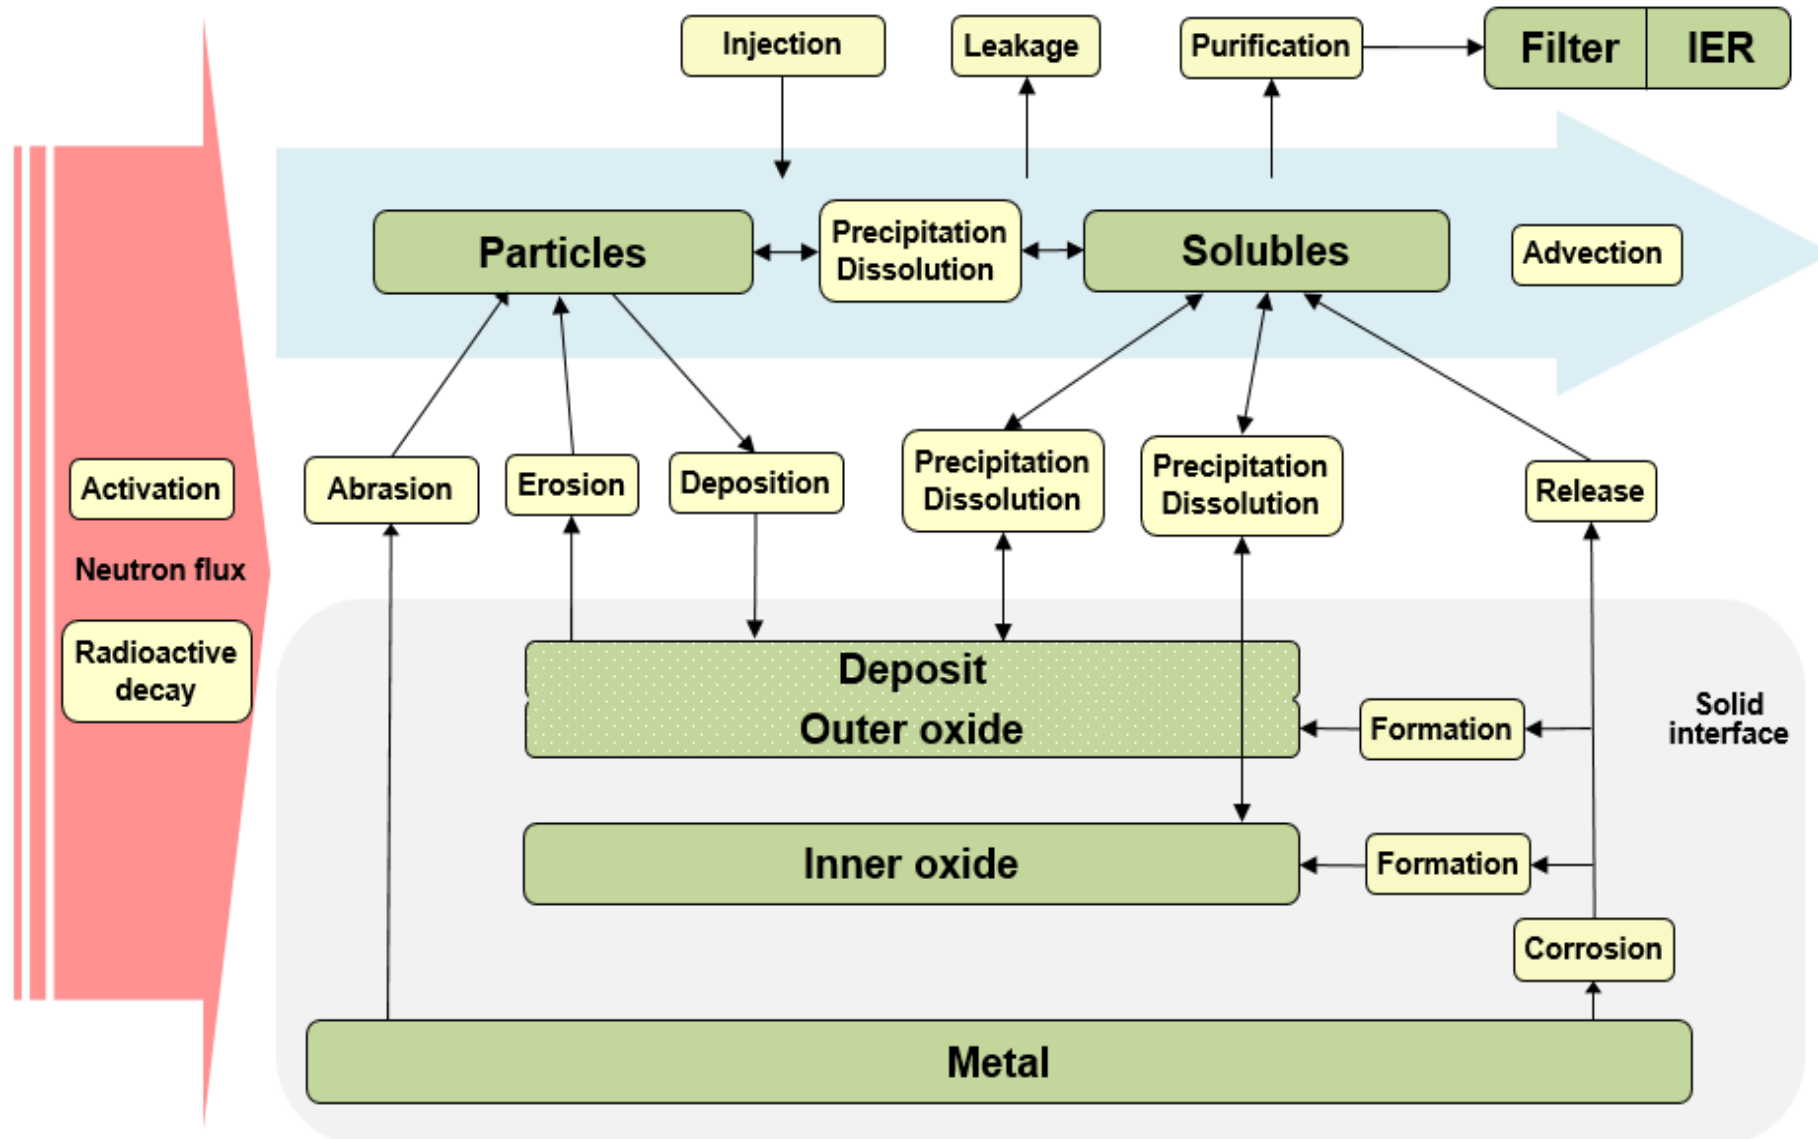 Injection
Leakage
Purification
Filter
IER
Particles
Precipitation
Dissolution
Solubles
Advection
Activation
Neutron flux
Radioactive
decay
Abrasion
Erosion
Deposition
Precipitation
Dissolution
Precipitation
Dissolution
Release
Deposit
Outer oxide
Formation
Solid
interface
Inner oxide
Formation
Corrosion
Metal